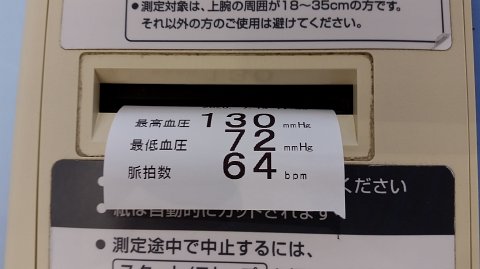 ●測定対象は、上腕の周囲が18～35cmの方です。
それ以外の方のご使用は避けてください。
最高血圧 130 mmHg
最低血圧 72 mmHg
脈拍数 64 bpm
ください
紙は自動的にカットされます
●測定途中で中止するには、